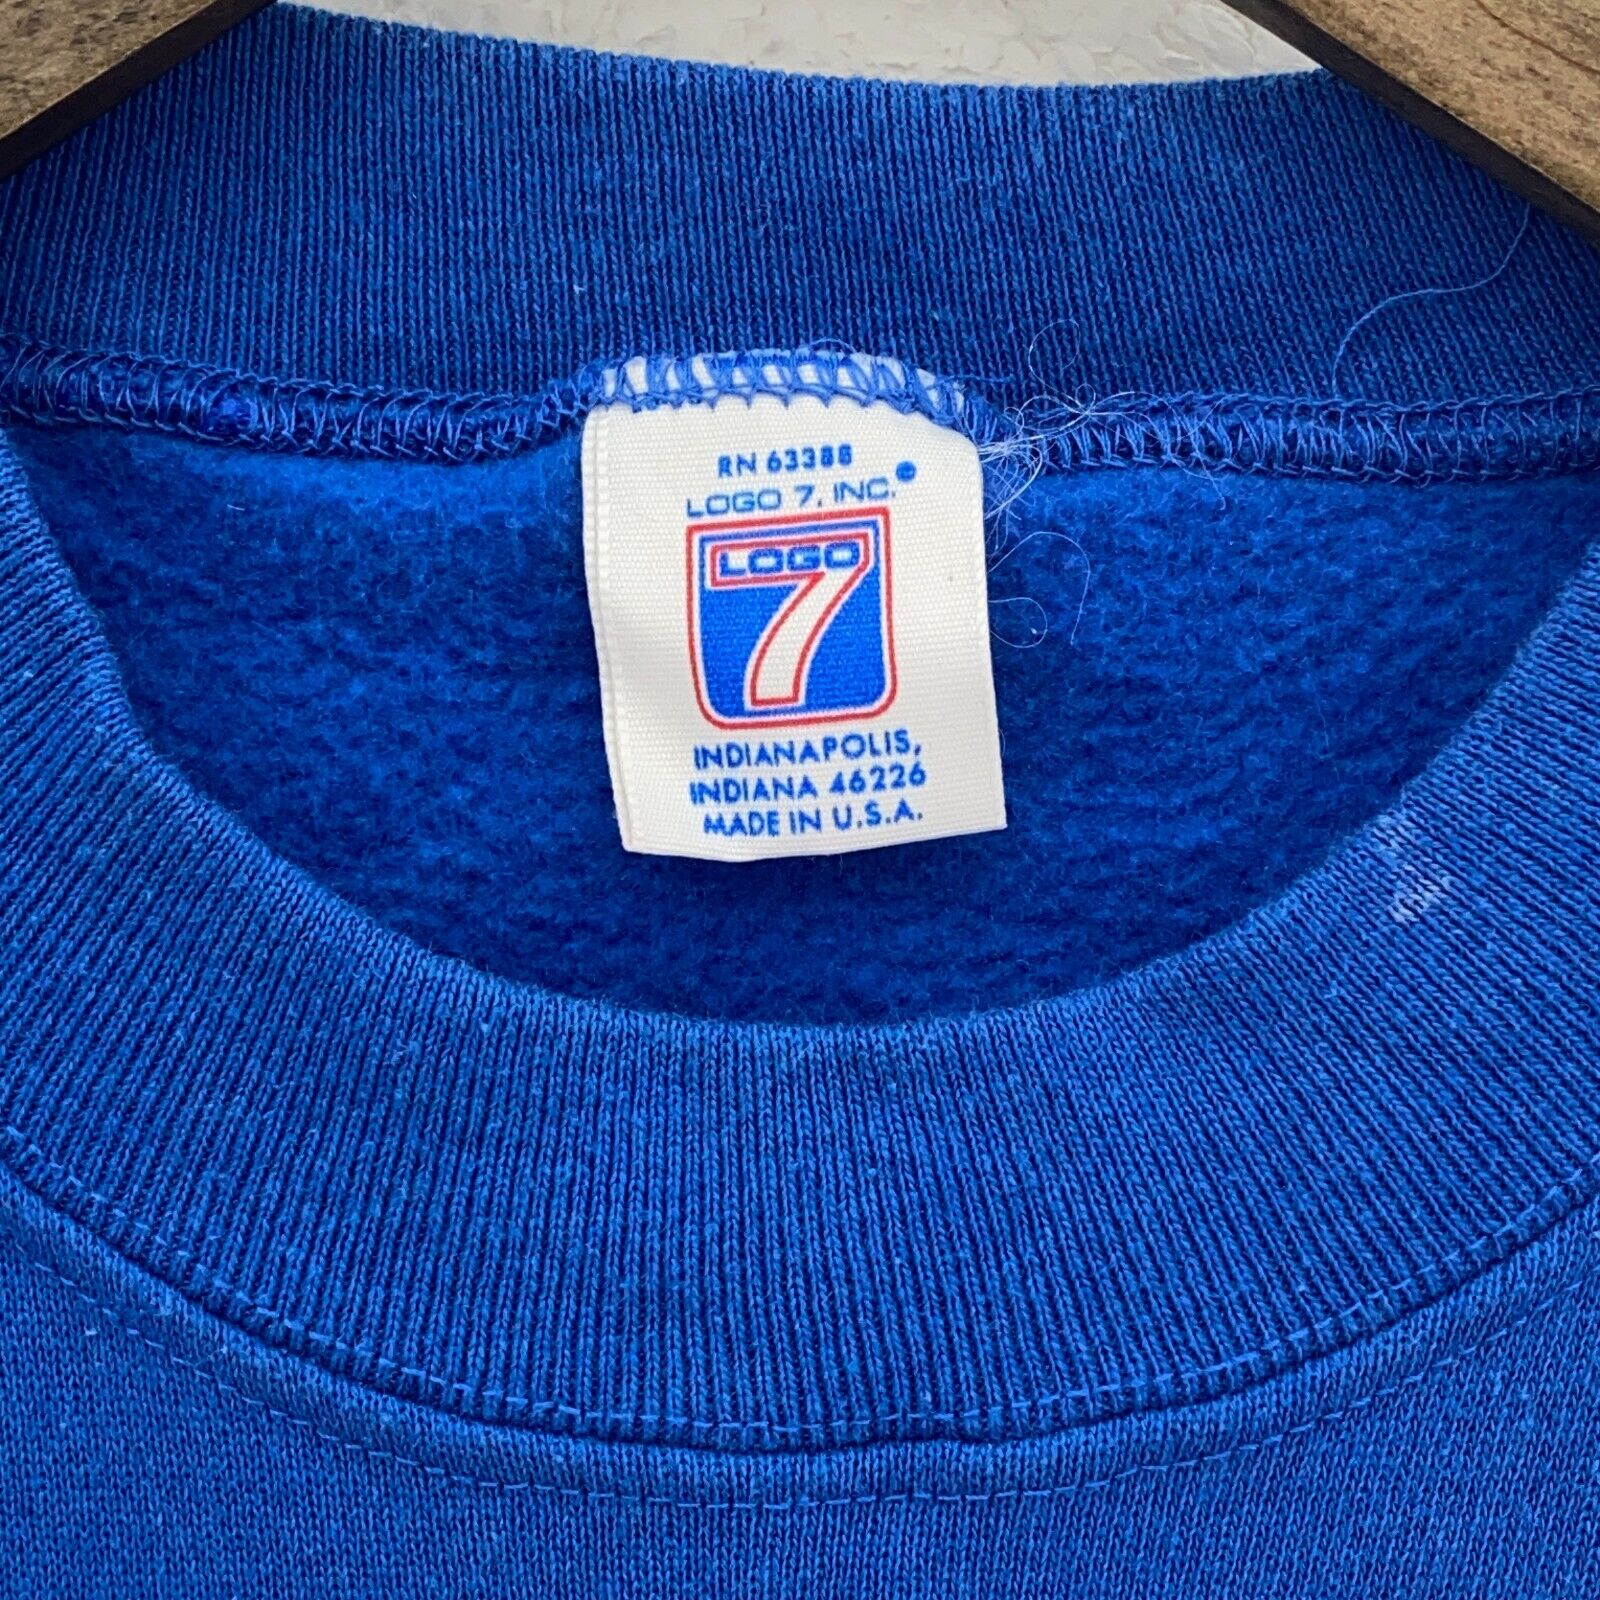 RN 63388
LOGO 7, INC.®
LOGO
7
INDIANAPOLIS,
INDIANA 46226
MADE IN U.S.A.